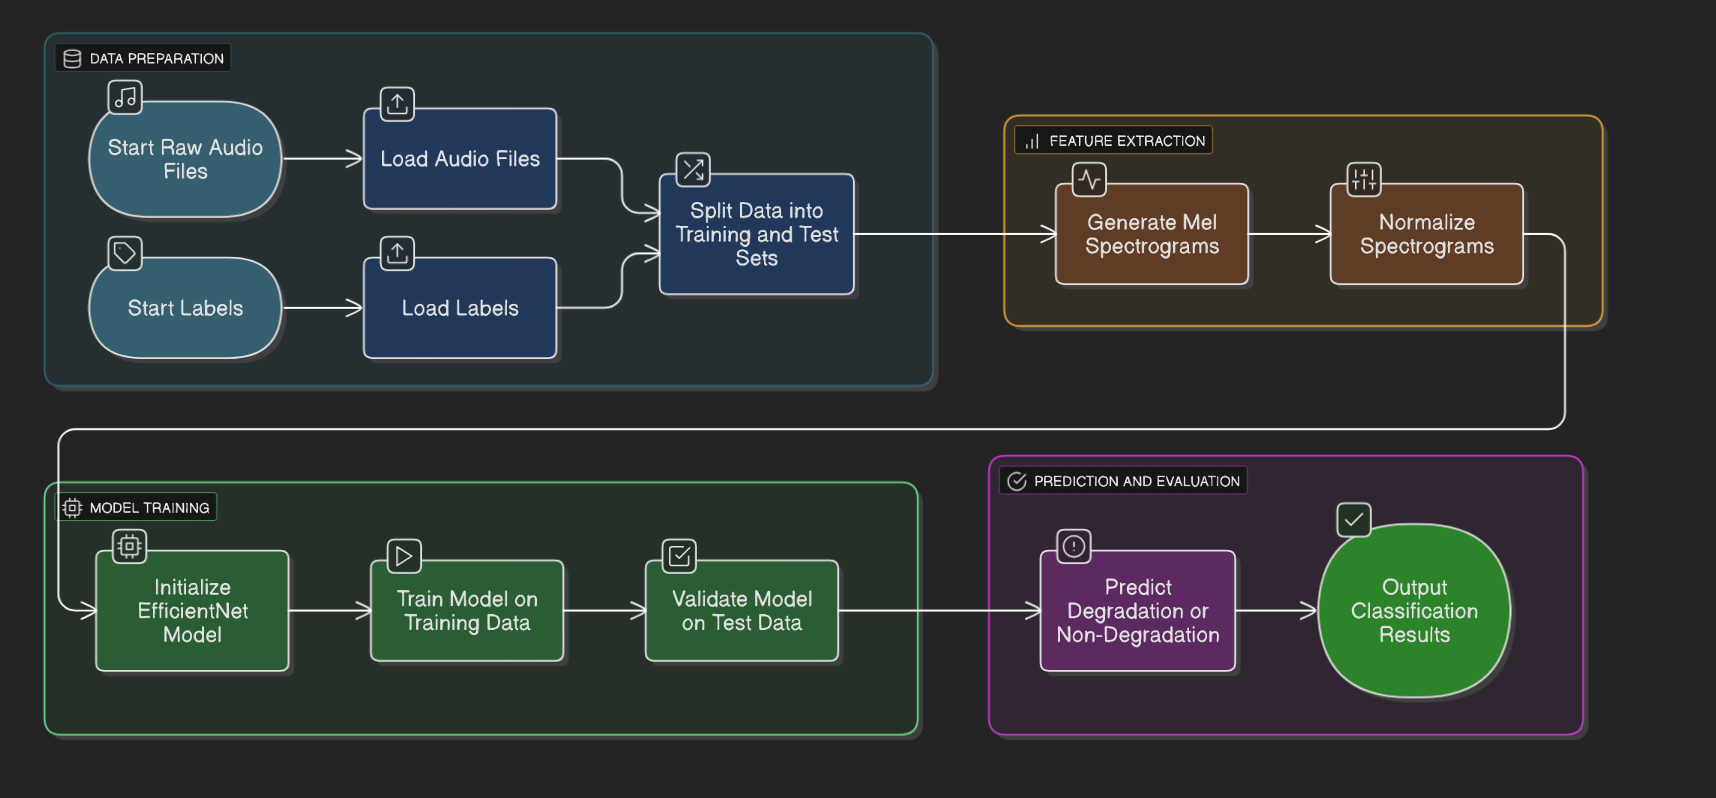 DATA PREPARATION
Start Raw Audio
Files
Load Audio Files
Start Labels
Load Labels
Split Data into
Training and Test
Sets
FEATURE EXTRACTION
Generate Mel
Spectrograms
Normalize
Spectrograms
MODEL TRAINING
Initialize
EfficientNet
Model
Train Model on
Training Data
Validate Model
on Test Data
PREDICTION AND EVALUATION
Predict
Degradation or
Non-Degradation
Output
Classification
Results